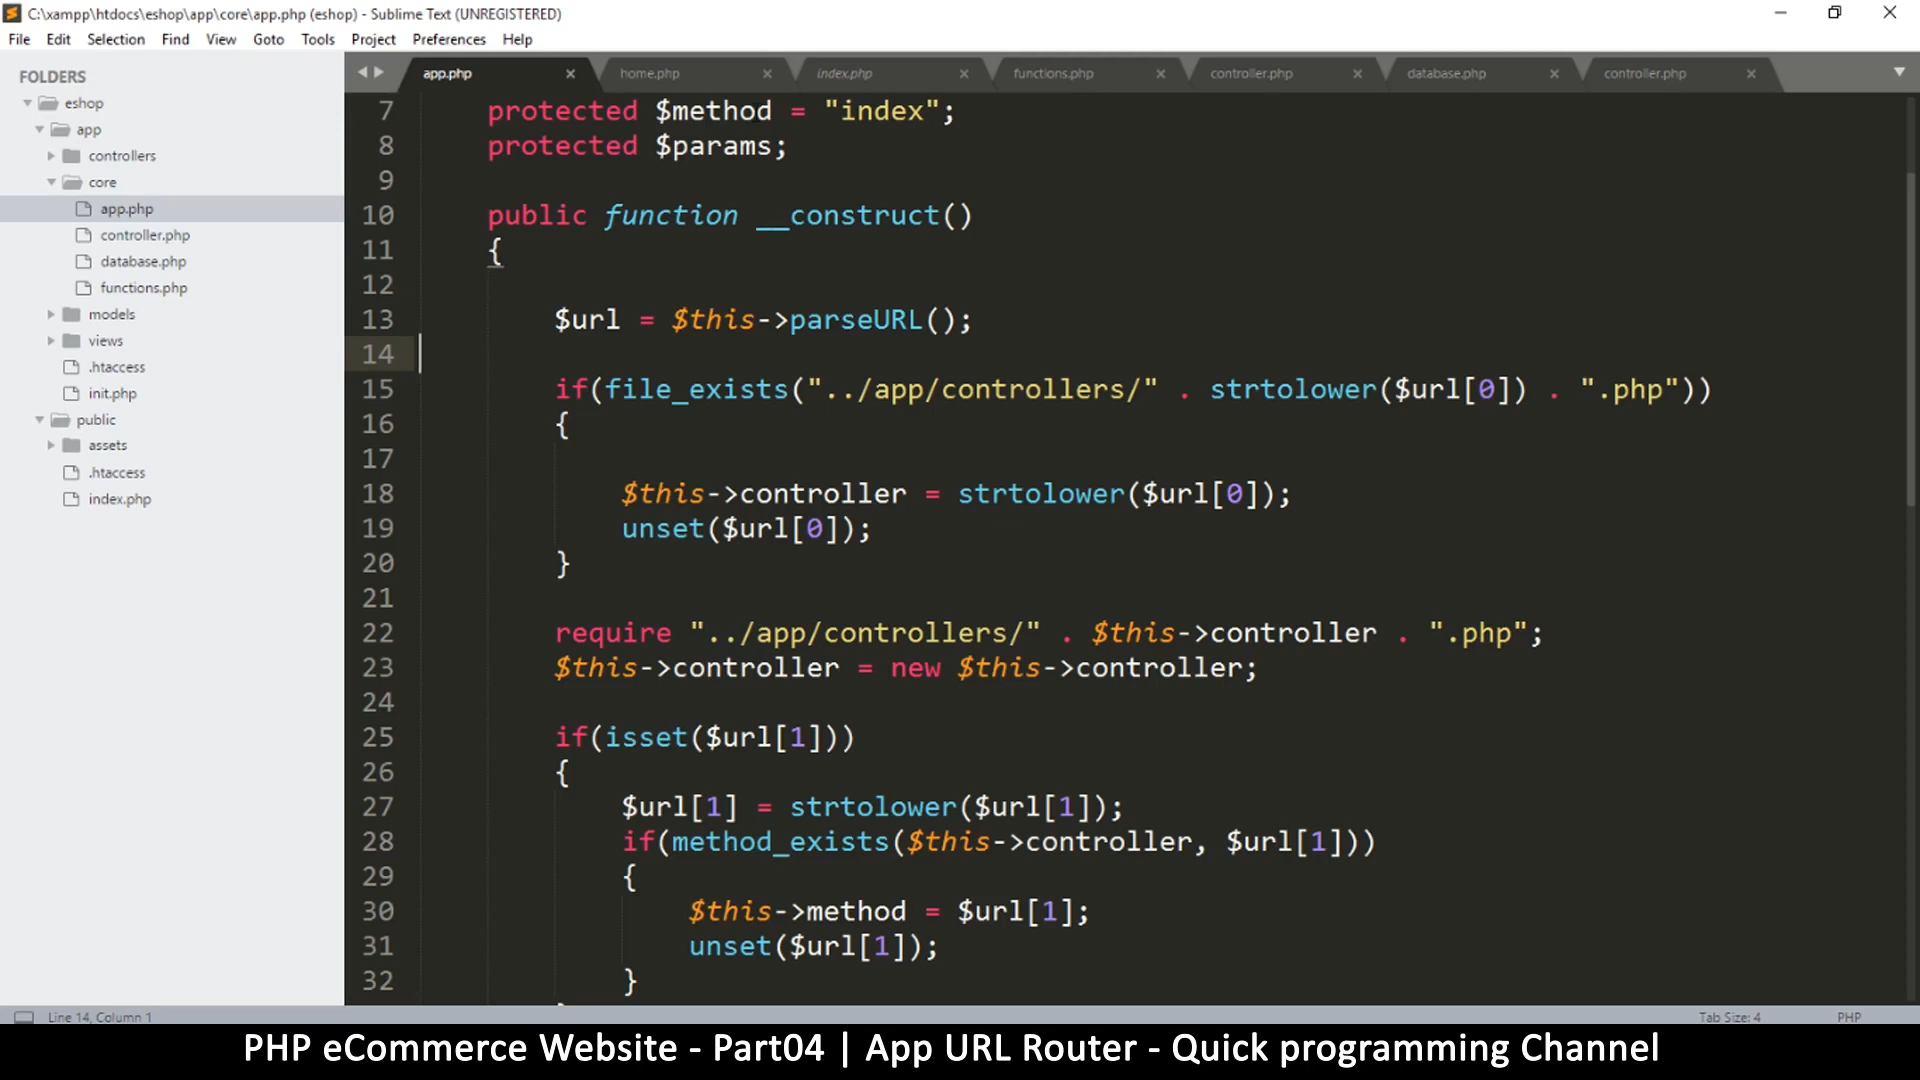 C:\xampp\htdocs\eshop\app\core\app.php (eshop) - Sublime Text (UNREGISTERED)
File Edit Selection Find View Goto Tools Project Preferences Help
FOLDERS
eshop
app
controllers
core
app.php
controller.php
database.php
functions.php
models
views
.htaccess
init.php
public
assets
.htaccess
index.php
app.php home.php index.php functions.php controller.php database.php controller.php
7 protected $method = "index";
8 protected $params;
9
10 public function __construct()
11 {
12
13 $url = $this->parseURL();
14
15 if(file_exists("../app/controllers/" . strtolower($url[0]) . ".php"))
16 {
17
18 $this->controller = strtolower($url[0]);
19 unset($url[0]);
20 }
21
22 require "../app/controllers/" . $this->controller . ".php";
23 $this->controller = new $this->controller;
24
25 if(isset($url[1]))
26 {
27 $url[1] = strtolower($url[1]);
28 if(method_exists($this->controller, $url[1]))
29 {
30 $this->method = $url[1];
31 unset($url[1]);
32 }
Line 14, Column 1
Tab Size: 4 PHP
PHP eCommerce Website - Part04 | App URL Router - Quick programming Channel